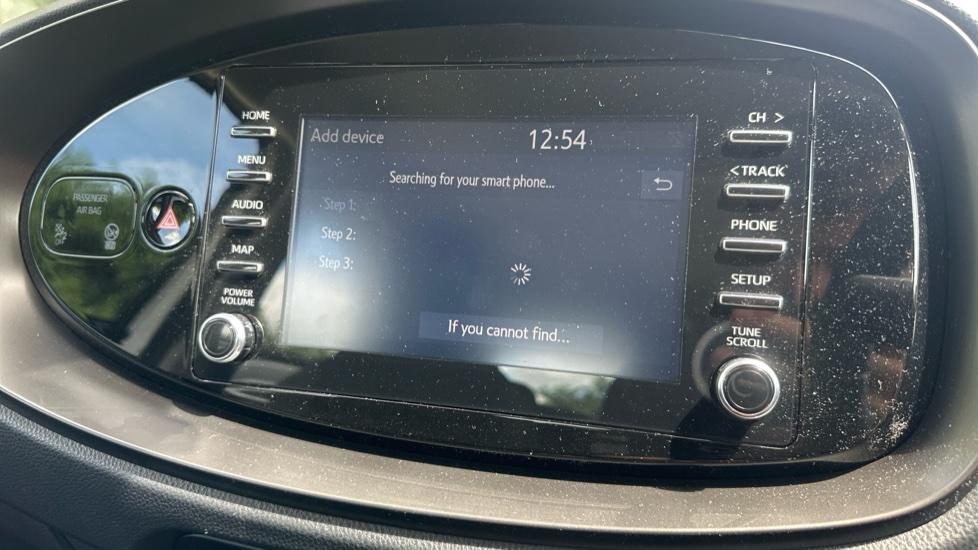 PASSENGER
AIR BAG
HOME
MENU
AUDIO
MAP
POWER
VOLUME
Add device
12:54
Searching for your smart phone...
Step 1:
Step 2:
Step 3:
If you cannot find...
CH >
< TRACK
PHONE
SETUP
TUNE
SCROLL